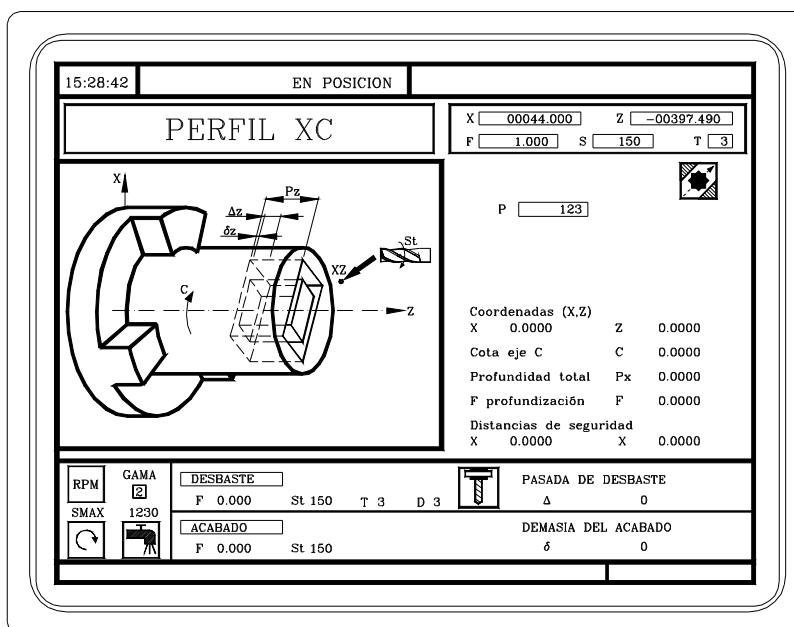 15:28:42 EN POSICION
PERFIL XC
X 00044.000 Z -00397.490
F 1.000 S 150 T 3
P 123
X
Pz
Δz
δz
St
XZ
C
Z
Coordenadas (X,Z)
X 0.0000 Z 0.0000
Cota eje C C 0.0000
Profundidad total Px 0.0000
F profundización F 0.0000
Distancias de seguridad
X 0.0000 X 0.0000
RPM GAMA
2
SMAX 1230
DESBASTE PASADA DE DESBASTE
F 0.000 St 150 T 3 D 3 Δ 0
ACABADO DEMASIA DEL ACABADO
F 0.000 St 150 δ 0